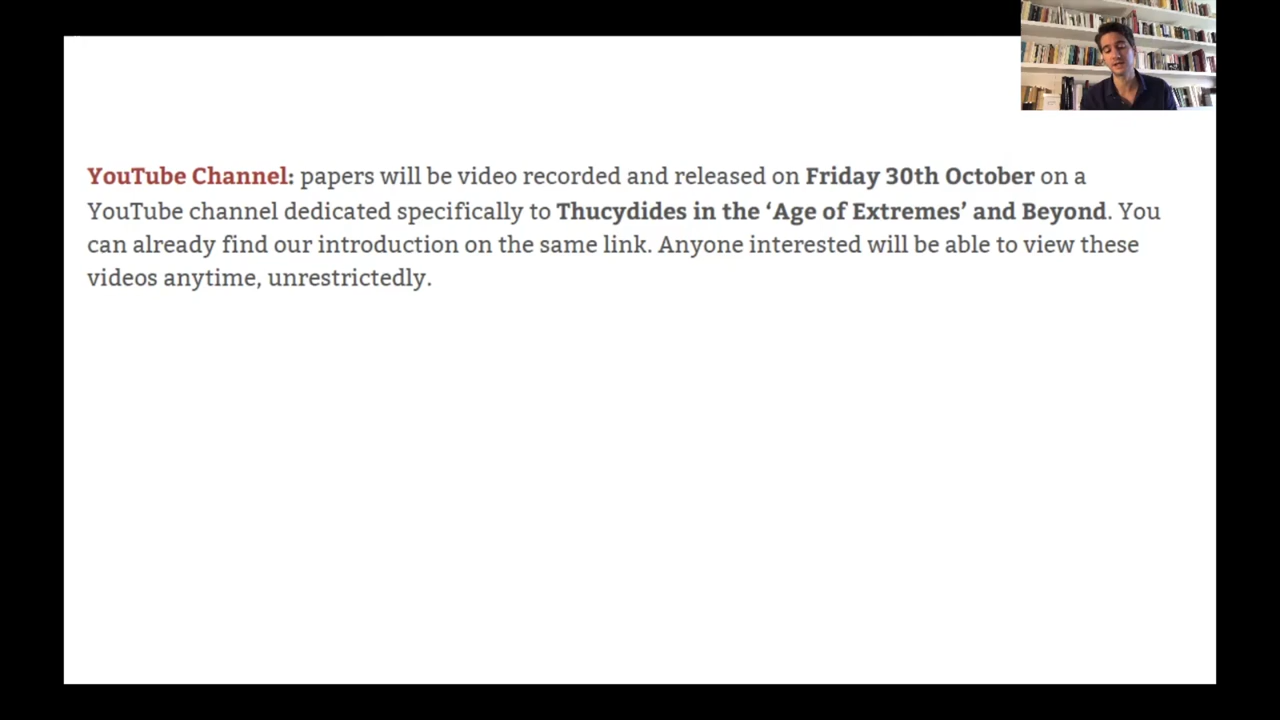 YouTube Channel: papers will be video recorded and released on Friday 30th October on a
YouTube channel dedicated specifically to Thucydides in the ‘Age of Extremes’ and Beyond. You
can already find our introduction on the same link. Anyone interested will be able to view these
videos anytime, unrestrictedly.